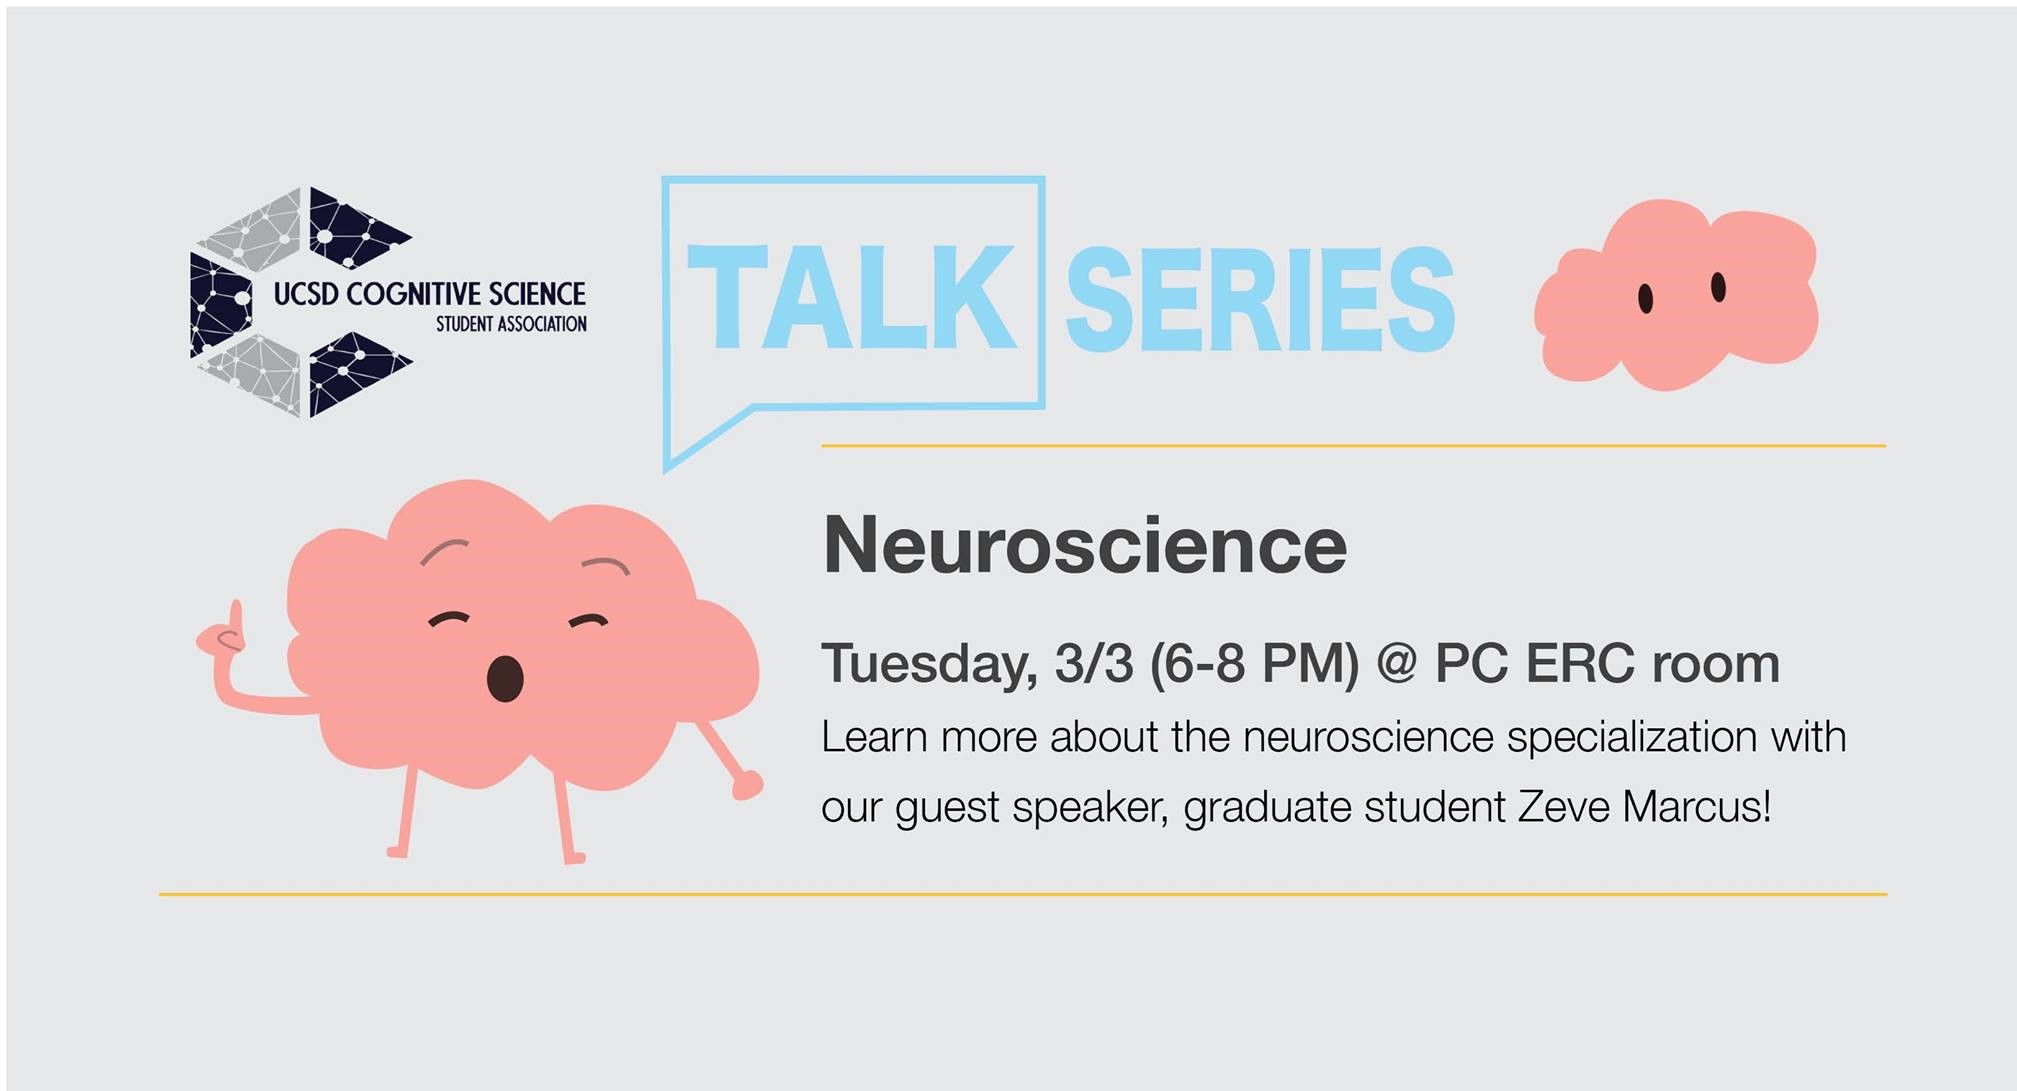 UCSD COGNITIVE SCIENCE
STUDENT ASSOCIATION
TALK SERIES
Neuroscience
Tuesday, 3/3 (6-8 PM) @ PC ERC room
Learn more about the neuroscience specialization with
our guest speaker, graduate student Zeve Marcus!